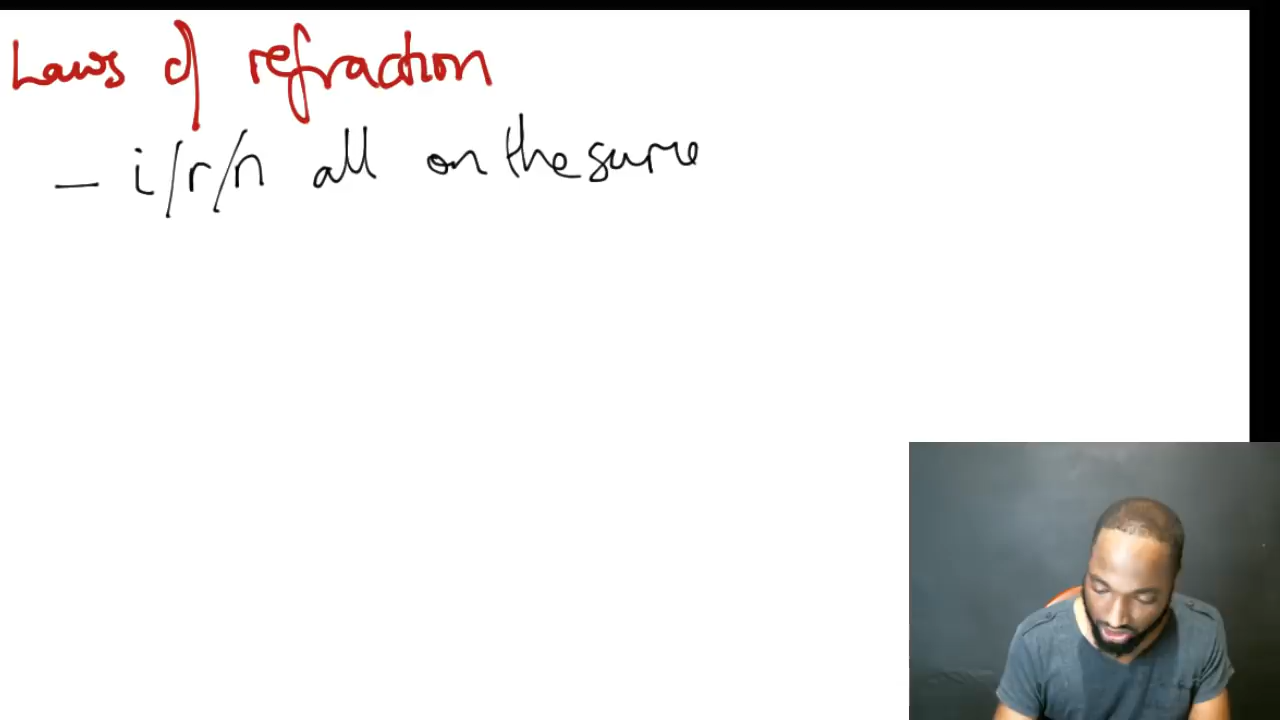 Laws of refraction
– i/r/n all on the same